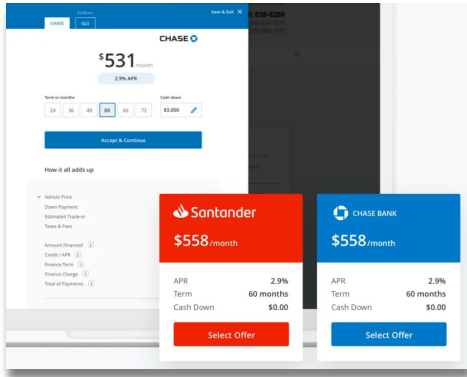 Save & Exit ✕
CHASE GLS
CHASE
$531/month
2.9% APR
Term in months Cash down
24 36 48 60 66 72 $3,000
Accept & Continue
How it all adds up
Vehicle Price
Down Payment
Estimated Trade-in
Taxes & Fees
Amount Financed
Credit / APR
Finance Term
Finance Charge
Total of Payments
Santander
$558/month
APR 2.9%
Term 60 months
Cash Down $0.00
Select Offer
CHASE BANK
$558/month
APR 2.9%
Term 60 months
Cash Down $0.00
Select Offer